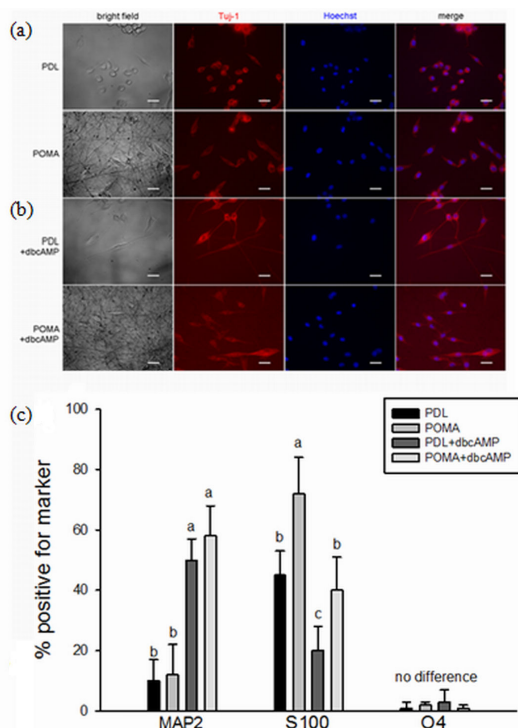 (a)
bright field Tuj-1 Hoechst merge
PDL
POMA
(b)
PDL
+dbcAMP
POMA
+dbcAMP
(c)
100
80
60
40
20
0
% positive for marker
PDL
POMA
PDL+dbcAMP
POMA+dbcAMP
b b a a
b a c b
no difference
MAP2 S100 O4